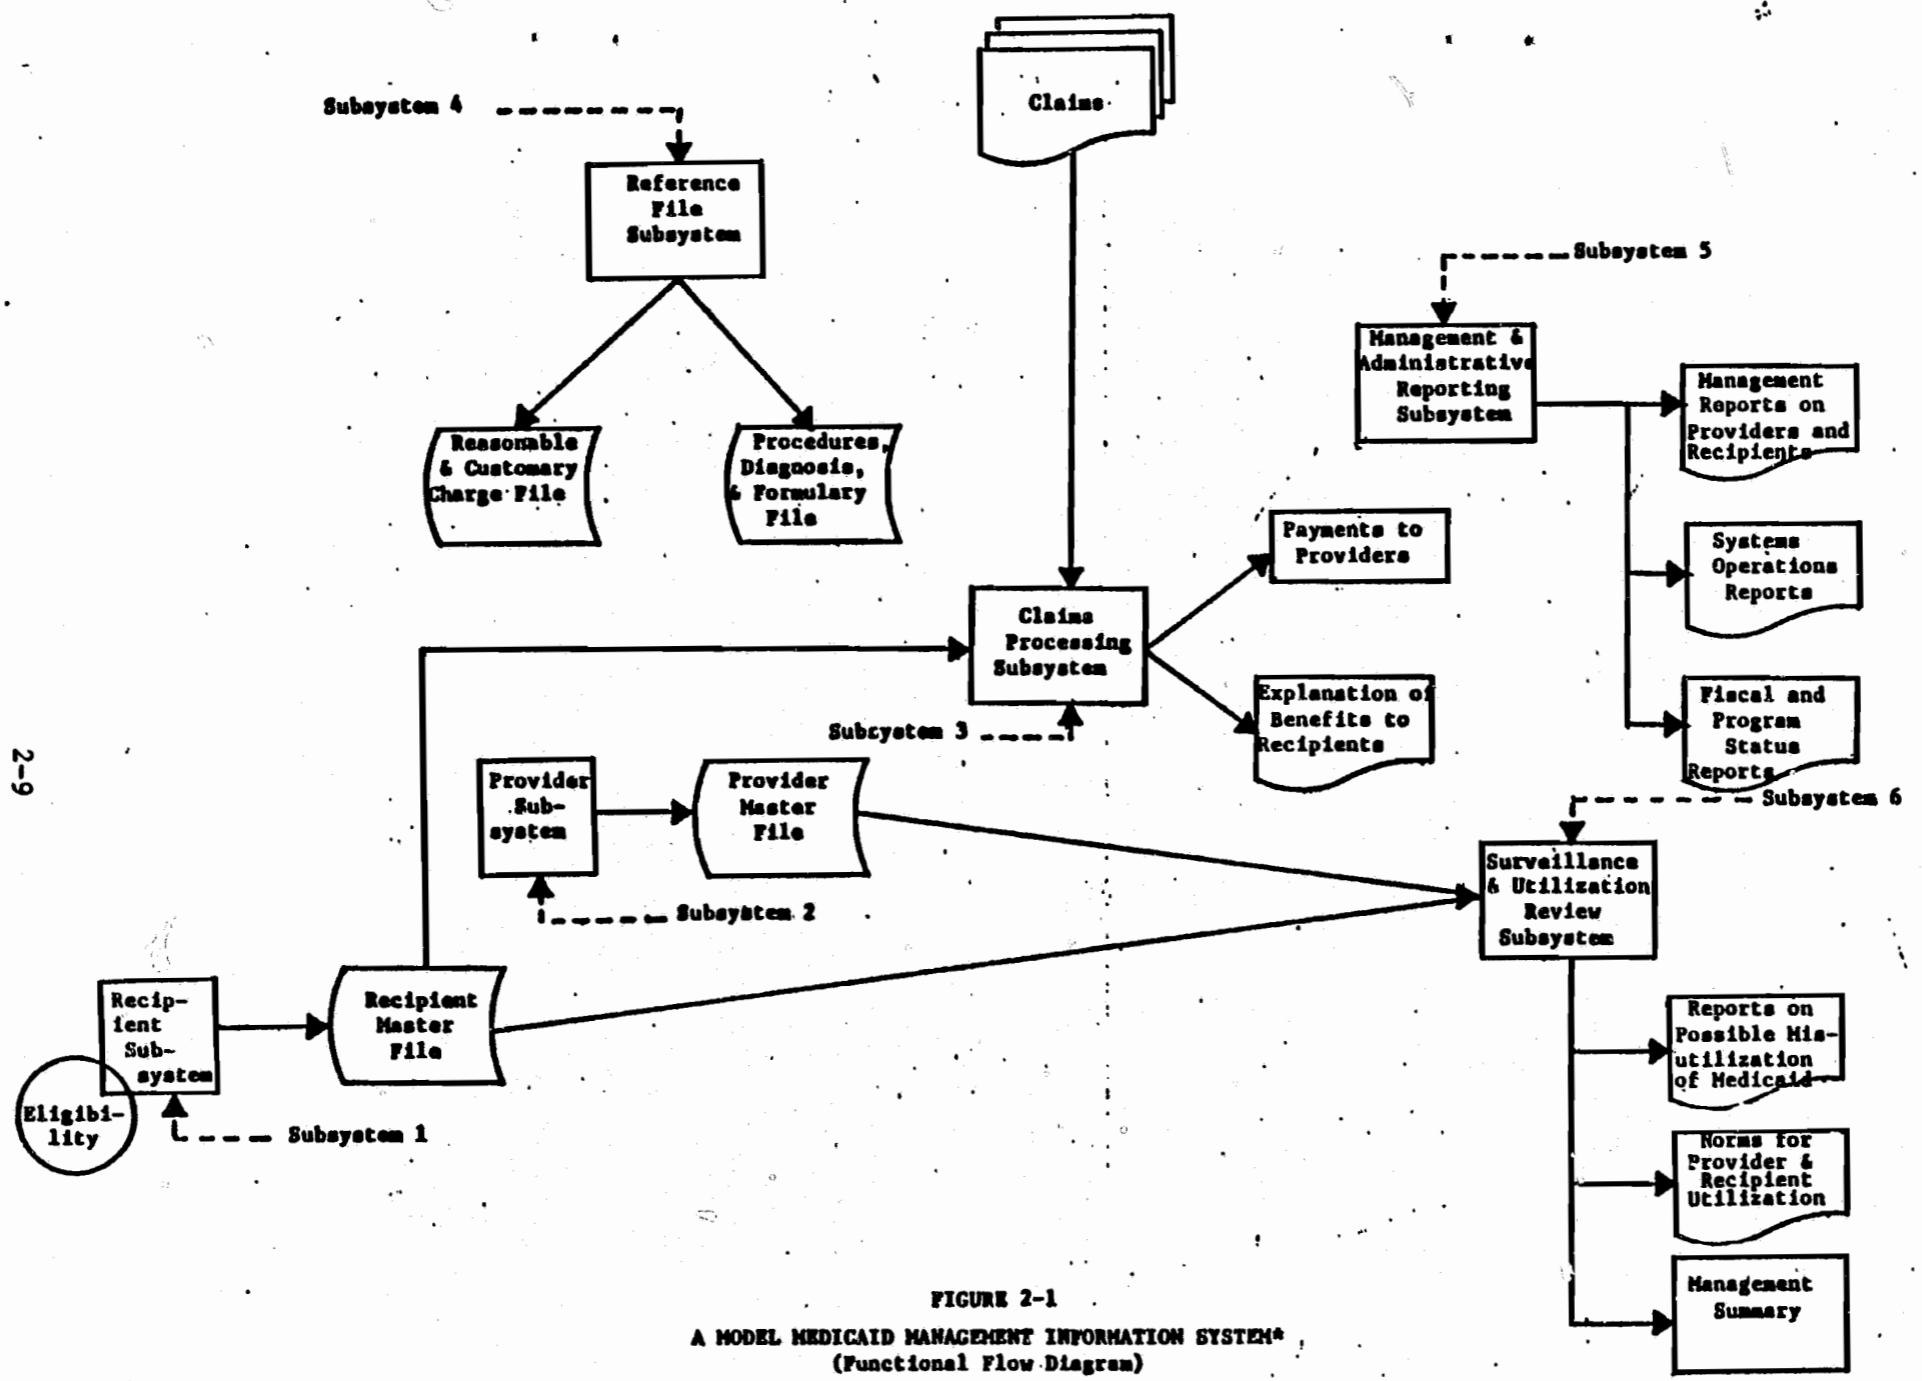 Subsystem 4
Claims
Reference
File
Subsystem
Subsystem 5
Management &
Administrative
Reporting
Subsystem
Management
Reports on
Providers and
Recipients
Reasonable
& Customary
Charge File
Procedures,
Diagnosis,
& Formulary
File
Payments to
Providers
Systems
Operations
Reports
Claims
Processing
Subsystem
Explanation of
Benefits to
Recipients
Fiscal and
Program
Status
Reports
Subsystem 3
2-9
Provider
Sub-
system
Provider
Master
File
Subsystem 6
Subsystem 2
Surveillance
& Utilization
Review
Subsystem
Recip-
ient
Sub-
system
Recipient
Master
File
Eligibi-
lity
Subsystem 1
Reports on
Possible Mis-
utilization
of Medicaid
Norms for
Provider &
Recipient
Utilization
Management
Summary
FIGURE 2-1
A MODEL MEDICAID MANAGEMENT INFORMATION SYSTEM*
(Functional Flow Diagram)